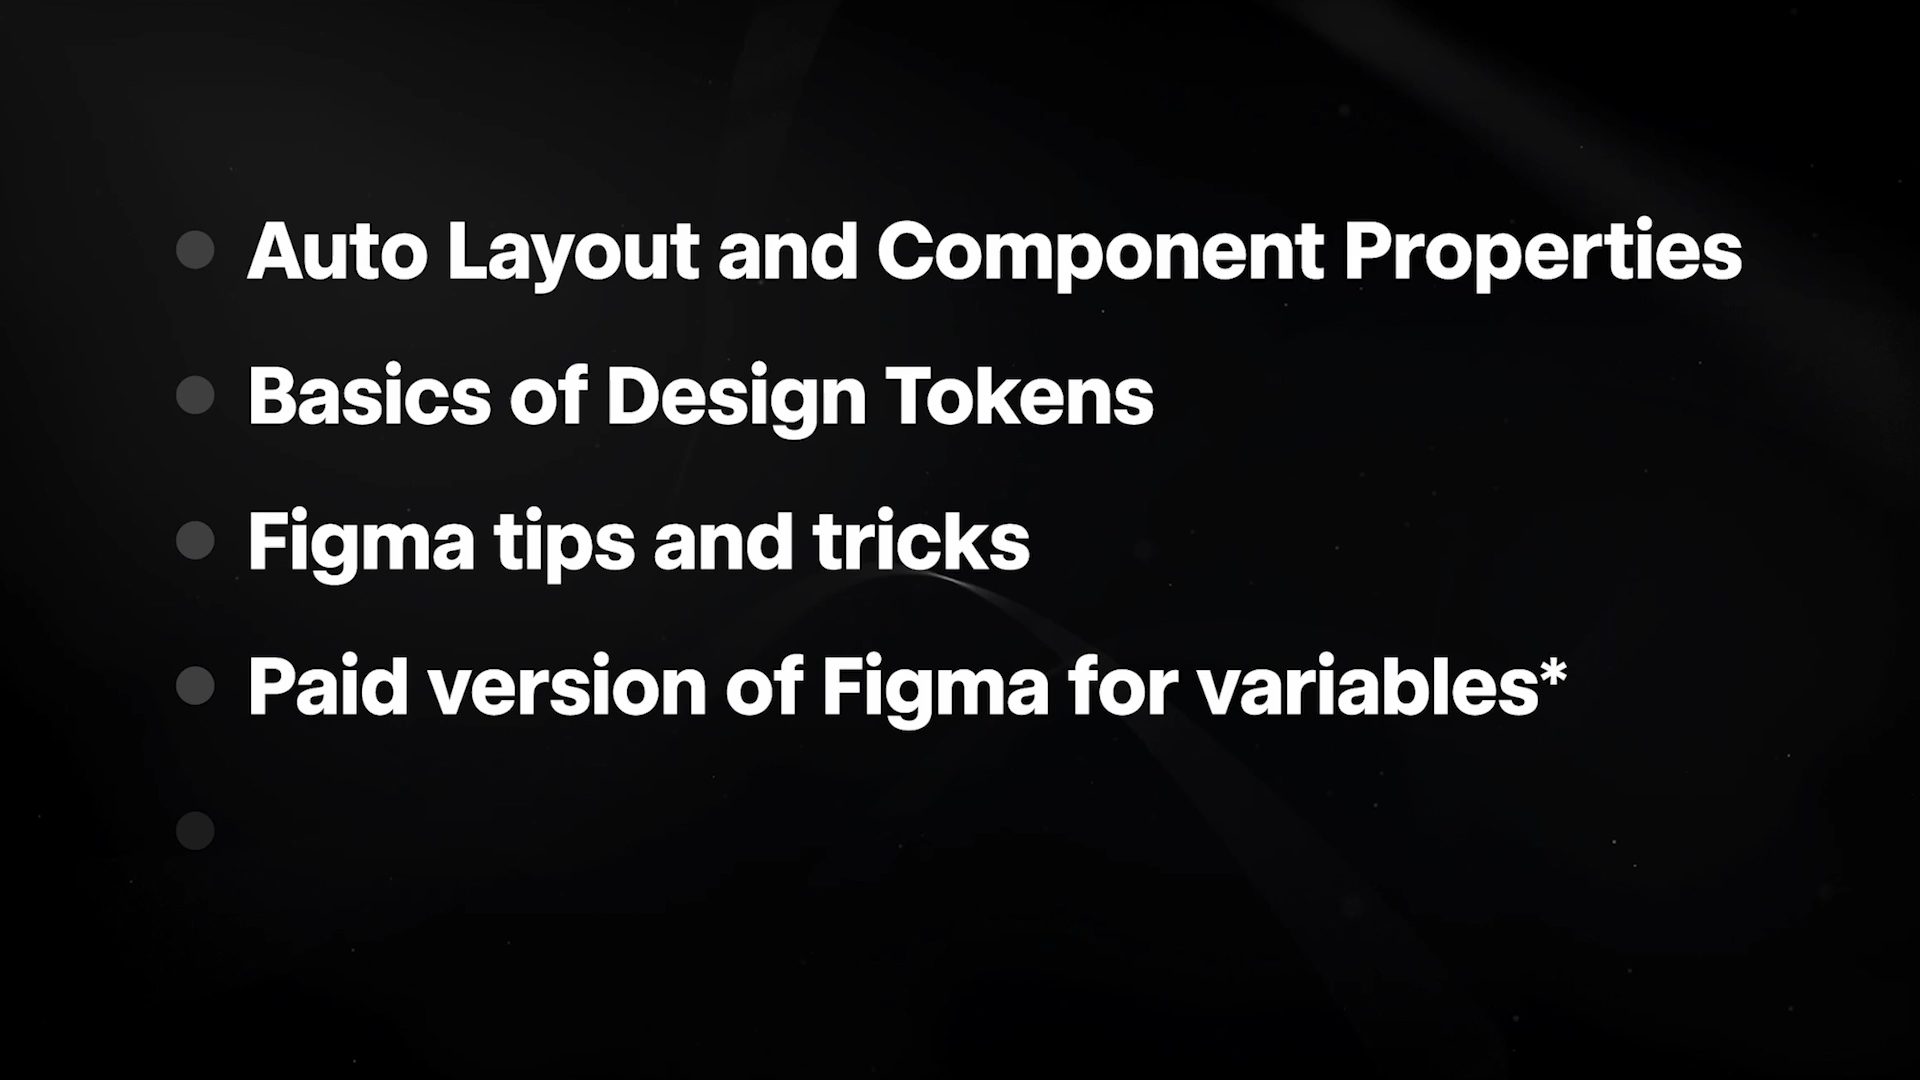 Auto Layout and Component Properties
Basics of Design Tokens
Figma tips and tricks
Paid version of Figma for variables*